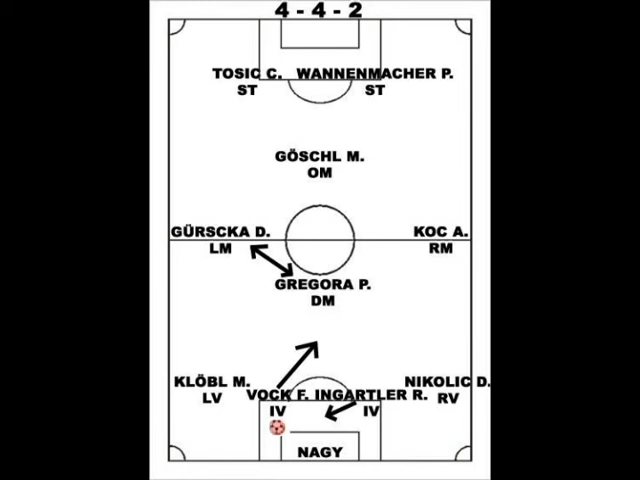 4 - 4 - 2
TOSIC C. WANNENMACHER P.
ST ST
GÖSCHL M.
OM
GÜRSCKA D. KOC A.
LM RM
GREGORA P.
DM
KLÖBL M. NIKOLIC D.
LV RV
VOCK F. INGARTLER R.
IV IV
NAGY